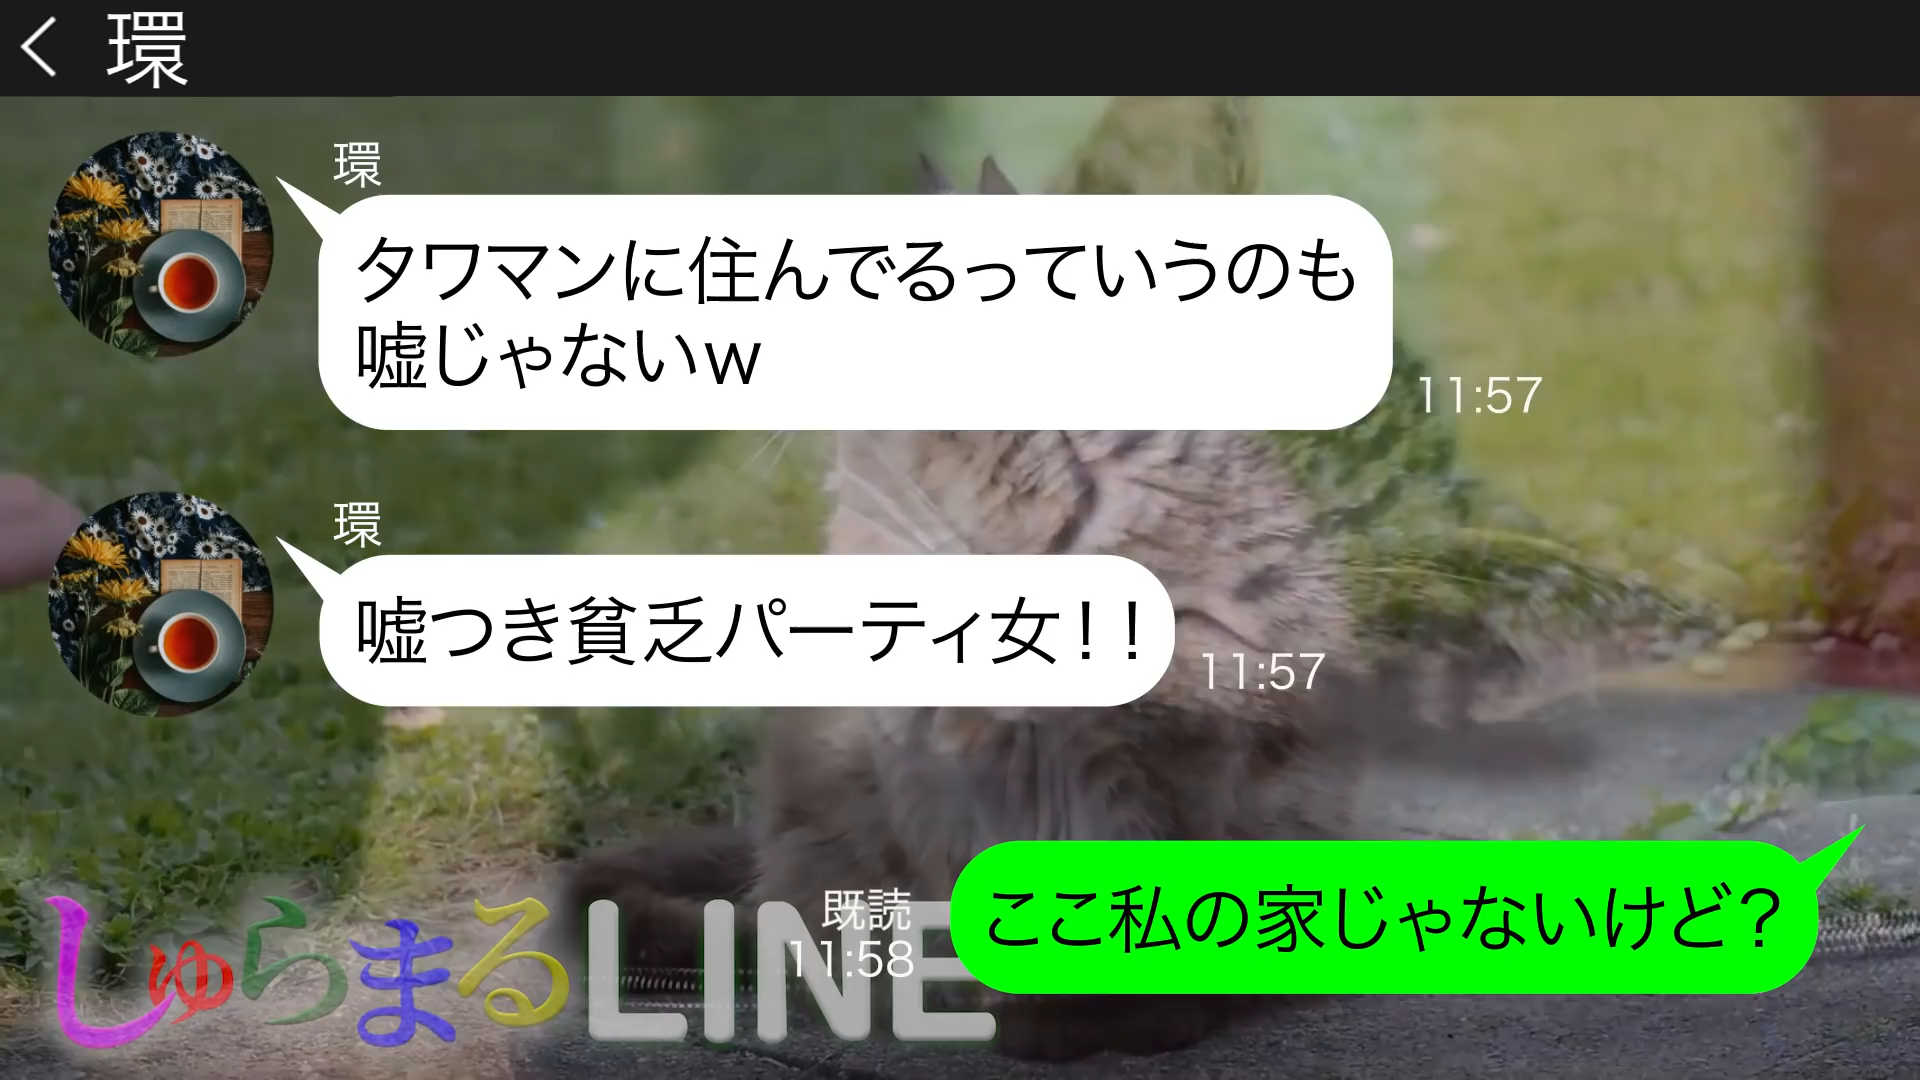 環
環
タワマンに住んでるっていうのも
嘘じゃないw
11:57
環
嘘つき貧乏パーティ女！！
11:57
既読
11:58
ここ私の家じゃないけど？
しゅらまるLINE